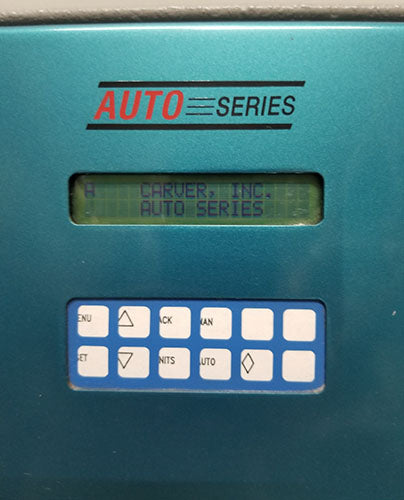 AUTO SERIES
A CARVER, INC.
AUTO SERIES
ENU △ ACK MAN
SET ▽ NITS AUTO ◊